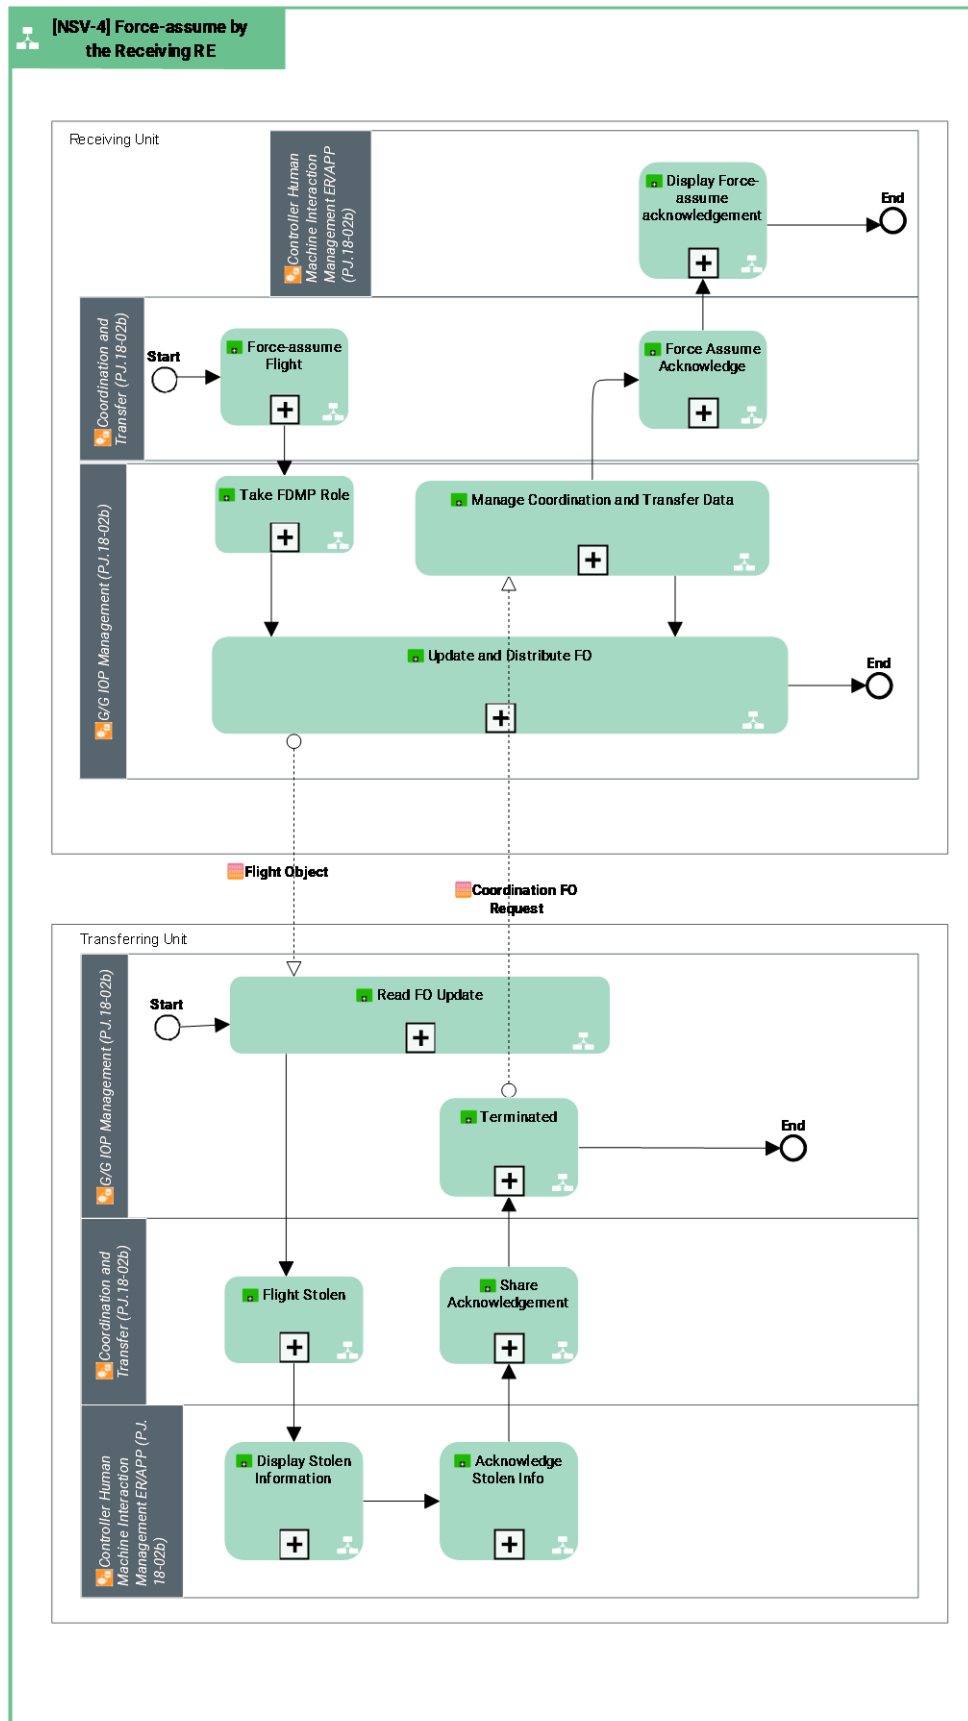 [NSV-4] Force-assume by
the Receiving RE
Receiving Unit
Controller Human
Machine Interaction
Management ER/APP
(PJ.18-02b)
Display Force-
assume
acknowledgement
End
Coordination and
Transfer (PJ.18-02b)
Start
Force-assume
Flight
Force Assume
Acknowledge
G/G IOP Management (PJ.18-02b)
Take FDMP Role
Manage Coordination and Transfer Data
Update and Distribute FO
End
Flight Object
Coordination FO
Request
Transferring Unit
G/G IOP Management (PJ.18-02b)
Start
Read FO Update
Terminated
End
Coordination and
Transfer (PJ.18-02b)
Flight Stolen
Share
Acknowledgement
Controller Human
Machine Interaction
Management ER/APP (PJ.
18-02b)
Display Stolen
Information
Acknowledge
Stolen Info